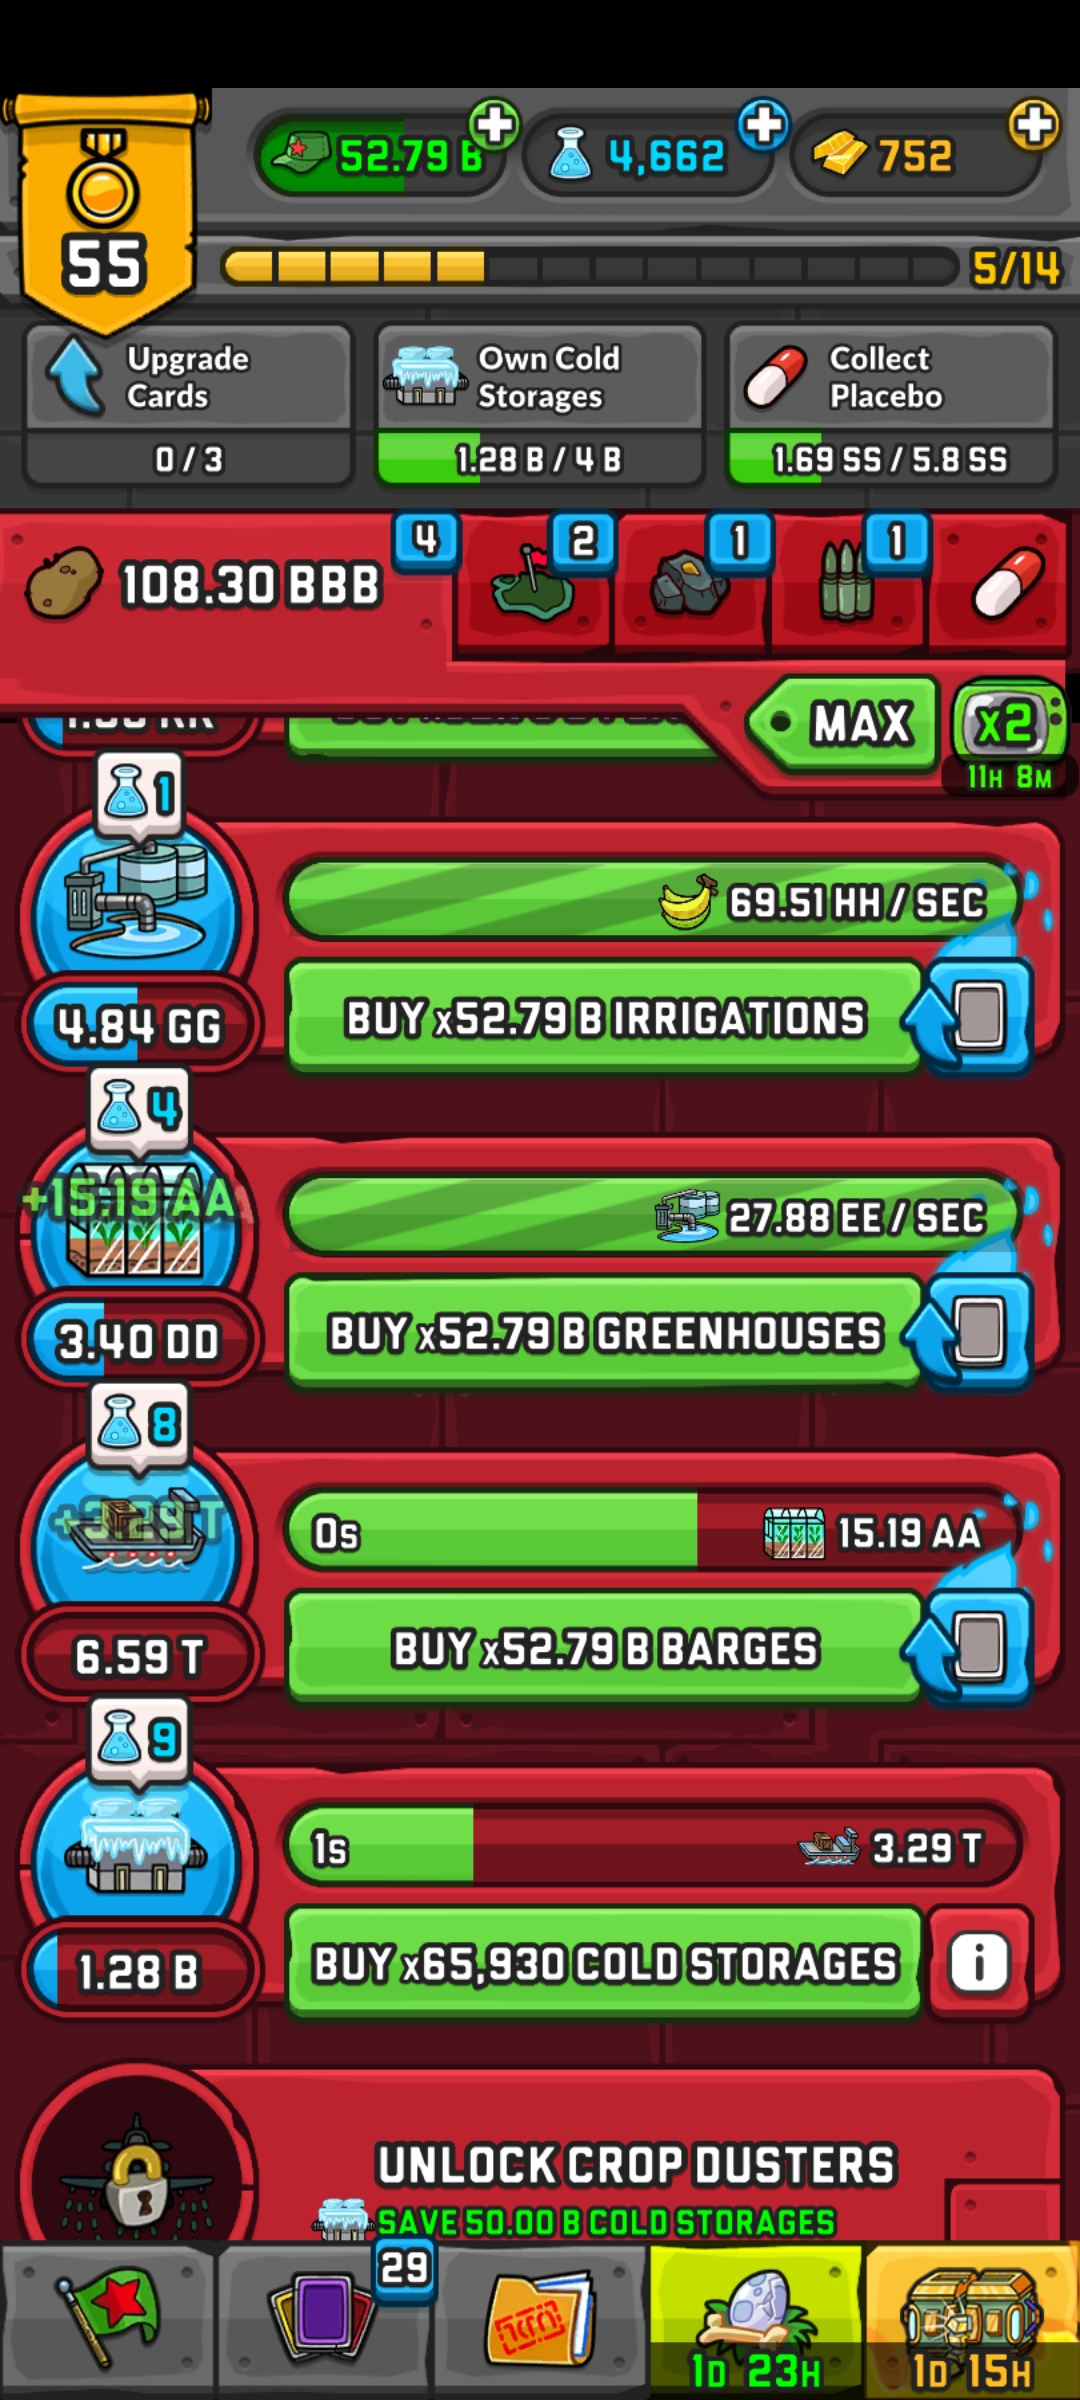 52.79 B
4,662
752
55
5/14
Upgrade
Cards
0 / 3
Own Cold
Storages
1.28 B / 4 B
Collect
Placebo
1.69 SS / 5.8 SS
108.30 BBB
4
2
1
1
MAX
x2
11H 8M
1
69.51 HH / SEC
4.84 GG
BUY x52.79 B IRRIGATIONS
4
+15.19 AA
27.88 EE / SEC
3.40 DD
BUY x52.79 B GREENHOUSES
8
+3.29 T
0s
15.19 AA
6.59 T
BUY x52.79 B BARGES
9
1s
3.29 T
1.28 B
BUY x65,930 COLD STORAGES
i
UNLOCK CROP DUSTERS
SAVE 50.00 B COLD STORAGES
29
1D 23H
1D 15H